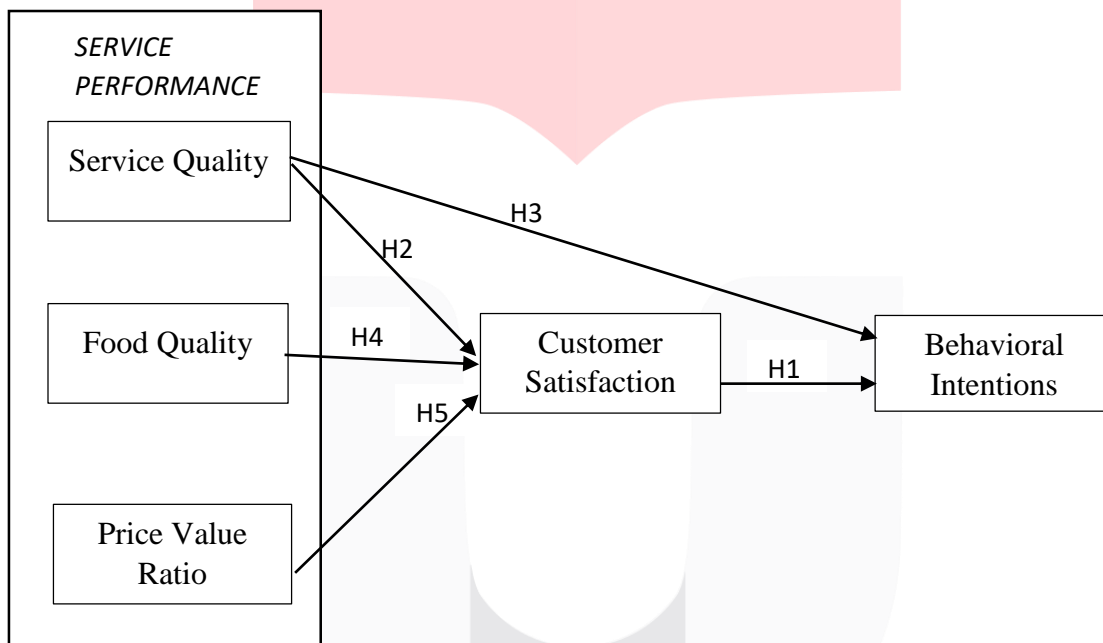 SERVICE
PERFORMANCE
Service Quality
H3
H2
Food Quality
H4
Customer
Satisfaction
H1
Behavioral
Intentions
H5
Price Value
Ratio